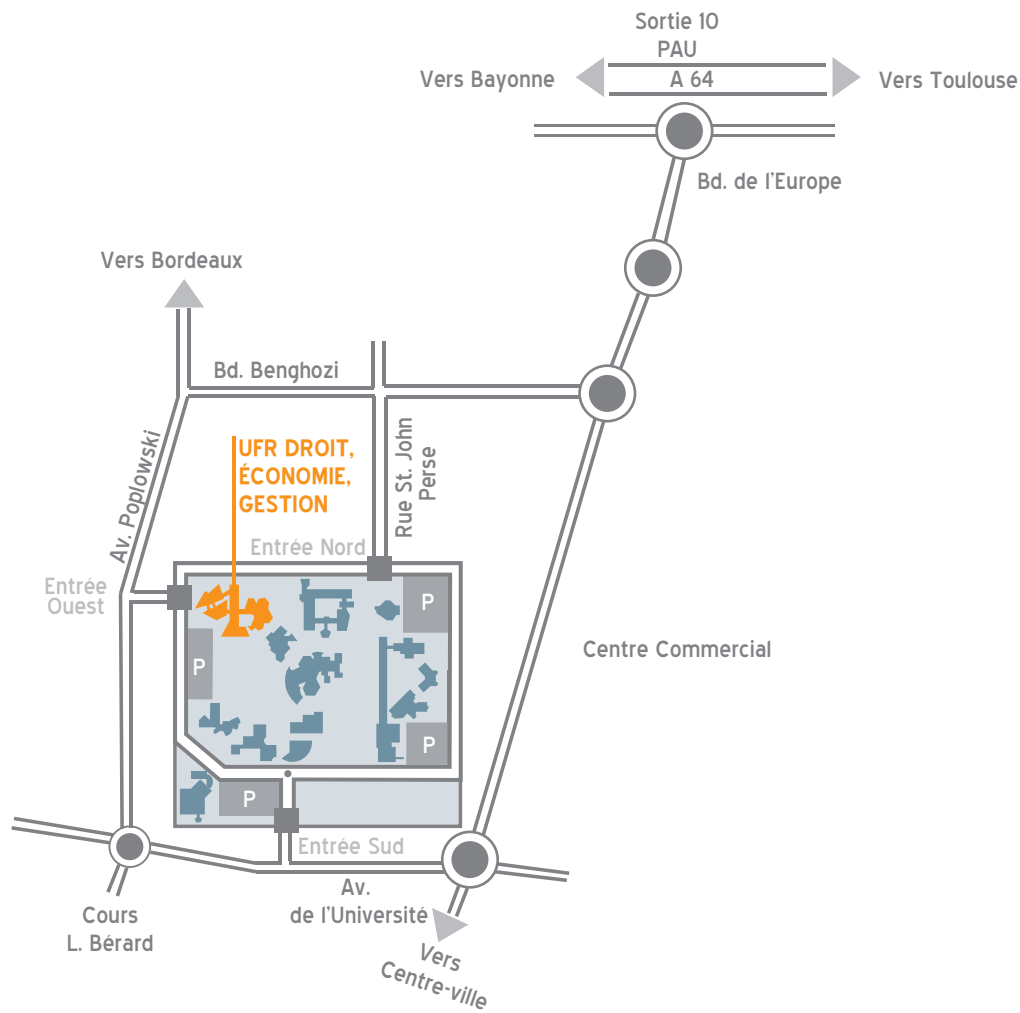 Sortie 10
PAU
Vers Bayonne
A 64
Vers Toulouse
Bd. de l'Europe
Vers Bordeaux
Bd. Benghozi
Av. Poplowski
UFR DROIT,
ÉCONOMIE,
GESTION
Rue St. John
Perse
Entrée Nord
Entrée
Ouest
P
P
Centre Commercial
P
P
Entrée Sud
Av.
de l'Université
Cours
L. Bérard
Vers
Centre-ville